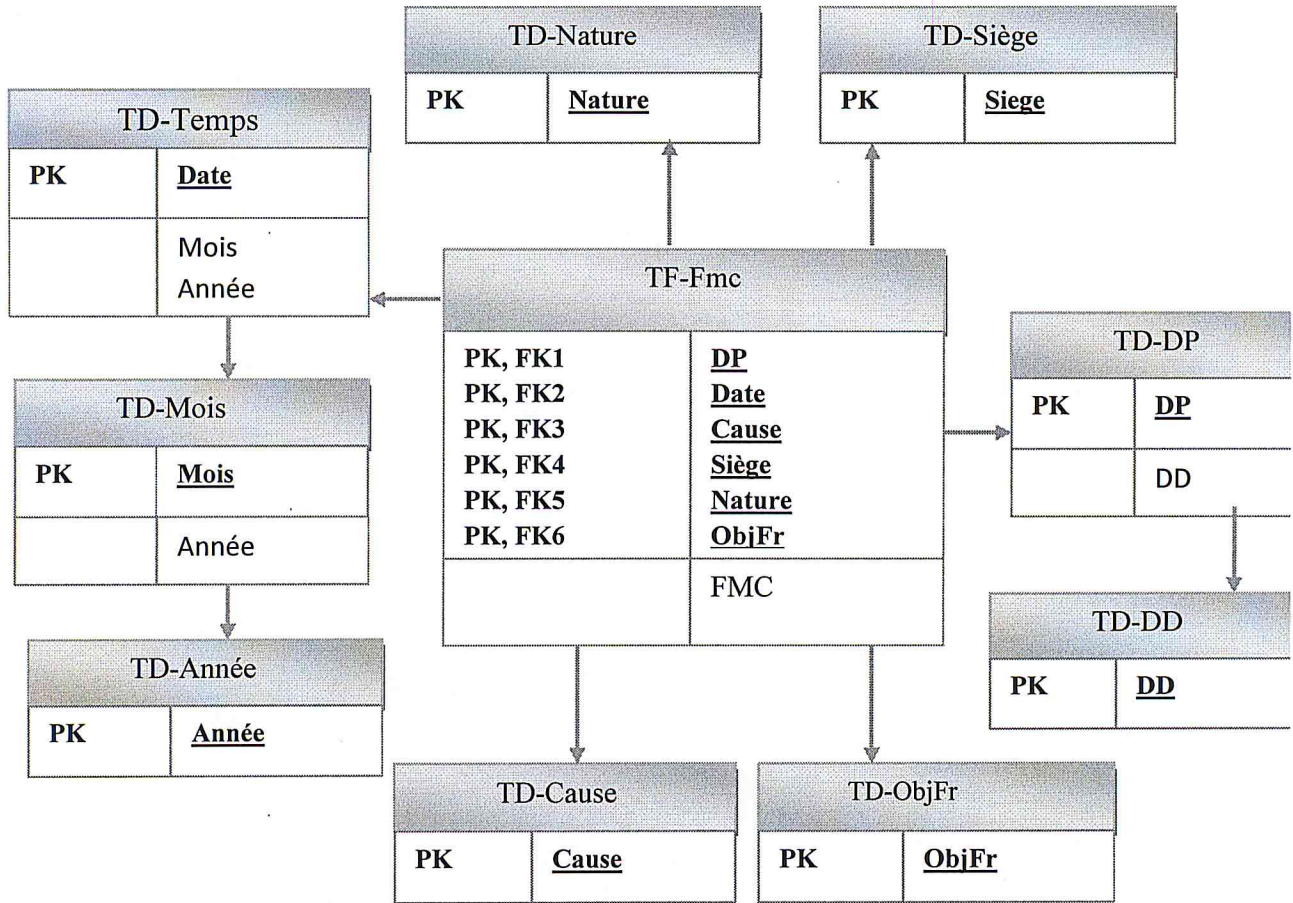 TD-Nature
PK Nature
TD-Siège
PK Siege
TD-Temps
PK Date
Mois
Année
TF-Fmc
PK, FK1 DP
PK, FK2 Date
PK, FK3 Cause
PK, FK4 Siège
PK, FK5 Nature
PK, FK6 ObjFr
FMC
TD-DP
PK DP
DD
TD-Mois
PK Mois
Année
TD-DD
PK DD
TD-Année
PK Année
TD-Cause
PK Cause
TD-ObjFr
PK ObjFr